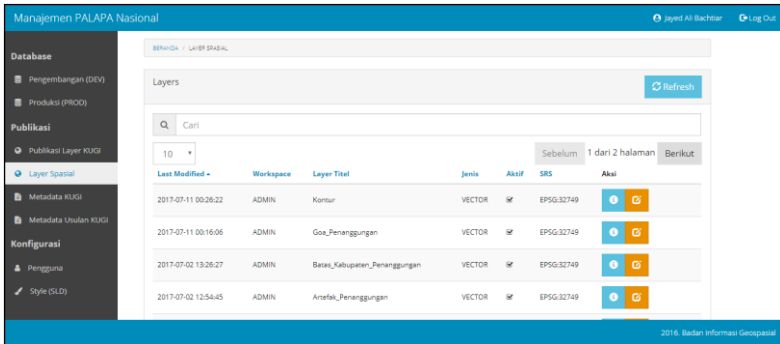 Manajemen PALAPA Nasional
Jayed Ali Bachtiar Log Out
Database
Pengembangan (DEV)
Produksi (PROD)
Publikasi
Publikasi Layer KUGI
Layer Spasial
Metadata KUGI
Metadata Usulan KUGI
Konfigurasi
Pengguna
Style (SLD)
BERANDA / LAYER SPASIAL
Layers
Refresh
Cari
10 Sebelum 1 dari 2 halaman Berikut
Last Modified Workspace Layer Titel Jenis Aktif SRS Aksi
2017-07-11 00:26:22 ADMIN Kontur VECTOR EPSG:32749
2017-07-11 00:16:06 ADMIN Goa_Penanggungan VECTOR EPSG:32749
2017-07-02 13:26:27 ADMIN Batas_Kabupaten_Penanggungan VECTOR EPSG:32749
2017-07-02 12:54:45 ADMIN Artefak_Penanggungan VECTOR EPSG:32749
2016. Badan Informasi Geospasial